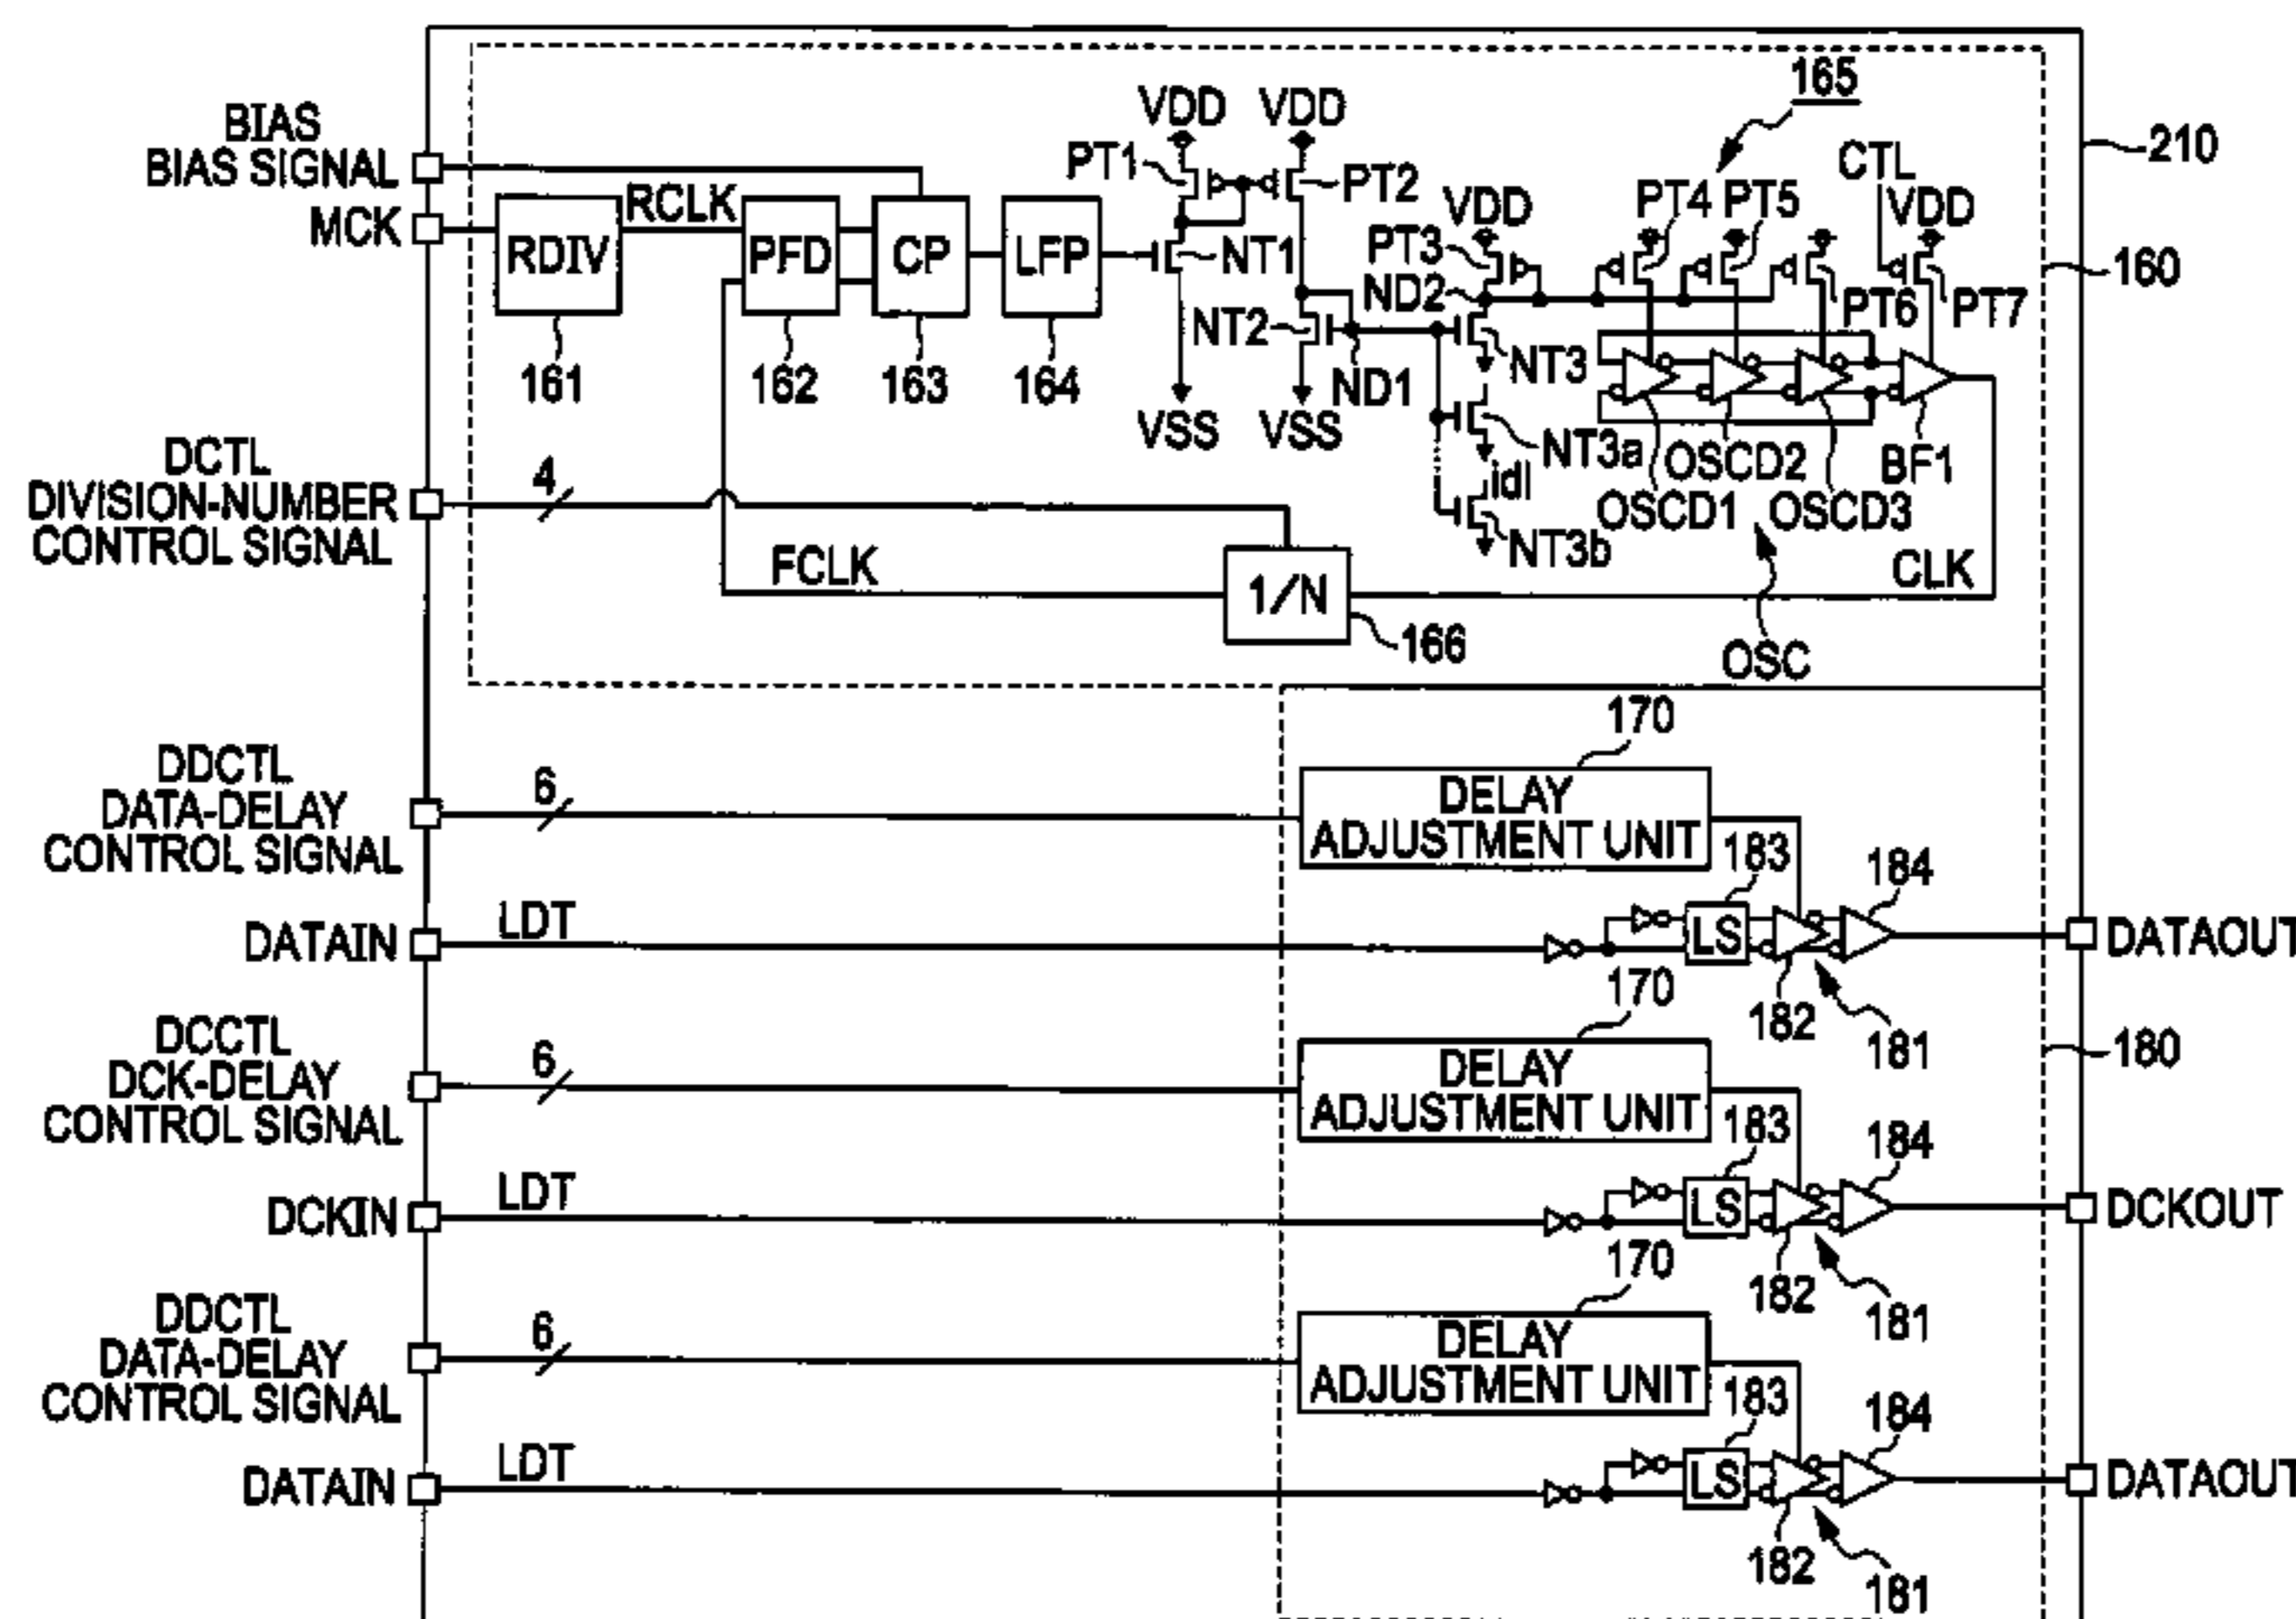 165
VDD VDD
BIAS
BIAS SIGNAL
PT1
PT2
CTL
210
MCK
RCLK
VDD
PT4 PT5
VDD
RDIV
PFD
CP
LFP
NT1
PT3
160
ND2
PT6 PT7
NT2
NT3
161
162
163
164
ND1
VSS VSS
NT3a
OSCD2
BF1
DCTL
DIVISION-NUMBER
CONTROL SIGNAL
4
idl
OSCD1
OSCD3
NT3b
FCLK
1/N
CLK
166
OSC
170
DDCTL
DATA-DELAY
CONTROL SIGNAL
6
DELAY
ADJUSTMENT UNIT
183
184
DATAIN
LDT
LS
DATAOUT
170
182
181
DCCTL
DCK-DELAY
CONTROL SIGNAL
6
DELAY
ADJUSTMENT UNIT
180
183
184
DCKIN
LDT
LS
DCKOUT
170
182
181
DDCTL
DATA-DELAY
CONTROL SIGNAL
6
DELAY
ADJUSTMENT UNIT
183
184
DATAIN
LDT
LS
DATAOUT
182
181